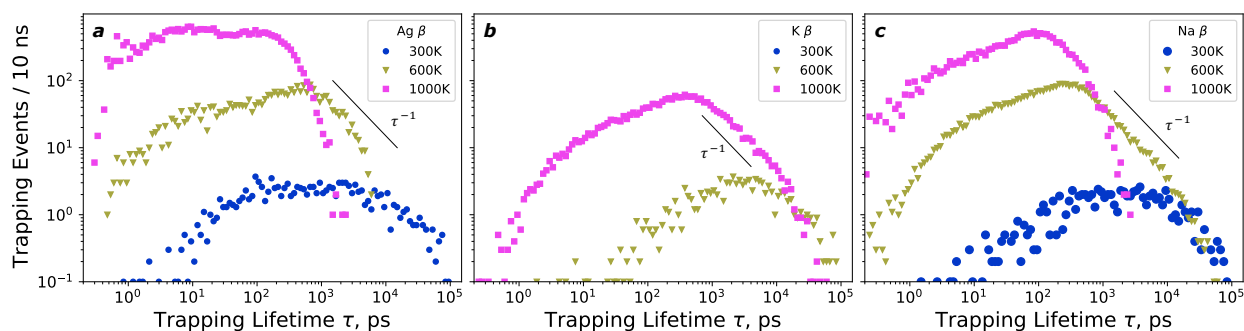 Trapping Events / 10 ns
10²
10¹
10⁰
10⁻¹
a
Ag β
300K
600K
1000K
τ⁻¹
10⁰ 10¹ 10² 10³ 10⁴ 10⁵
Trapping Lifetime τ, ps
b
K β
300K
600K
1000K
τ⁻¹
10⁰ 10¹ 10² 10³ 10⁴ 10⁵
Trapping Lifetime τ, ps
c
Na β
300K
600K
1000K
τ⁻¹
10⁰ 10¹ 10² 10³ 10⁴ 10⁵
Trapping Lifetime τ, ps